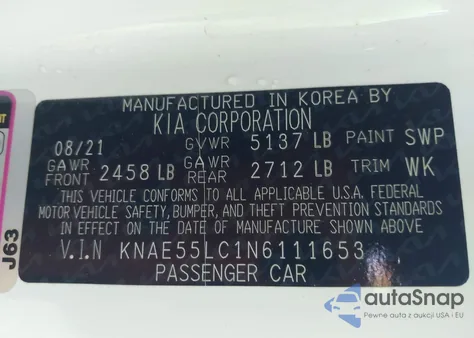 MANUFACTURED IN KOREA BY
KIA CORPORATION
08/21 GVWR 5137 LB PAINT SWP
GAWR FRONT 2458 LB GAWR REAR 2712 LB TRIM WK
THIS VEHICLE CONFORMS TO ALL APPLICABLE U.S.A. FEDERAL
MOTOR VEHICLE SAFETY, BUMPER, AND THEFT PREVENTION STANDARDS
IN EFFECT ON THE DATE OF MANUFACTURE SHOWN ABOVE
V.I.N KNAE55LC1N6111653
PASSENGER CAR
J63
autoSnap
Pewne auta z aukcji USA i EU